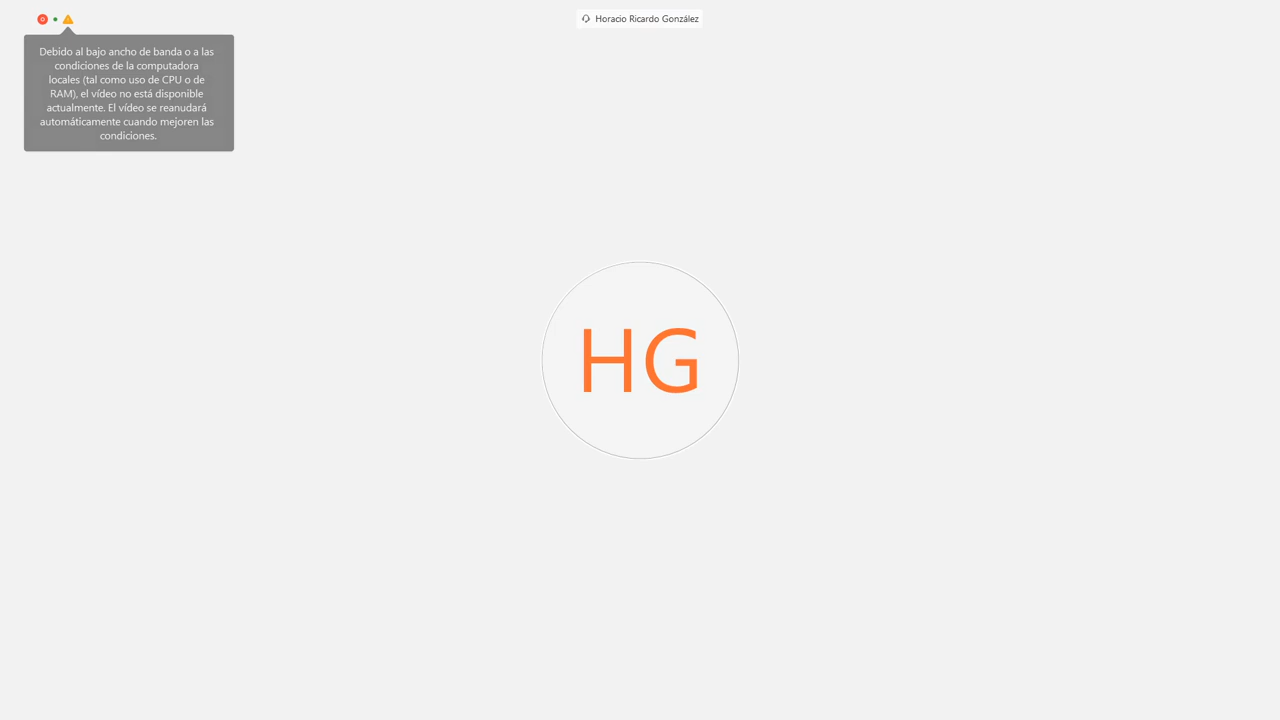 Horacio Ricardo González
Debido al bajo ancho de banda o a las
condiciones de la computadora
locales (tal como uso de CPU o de
RAM), el vídeo no está disponible
actualmente. El vídeo se reanudará
automáticamente cuando mejoren las
condiciones.
HG